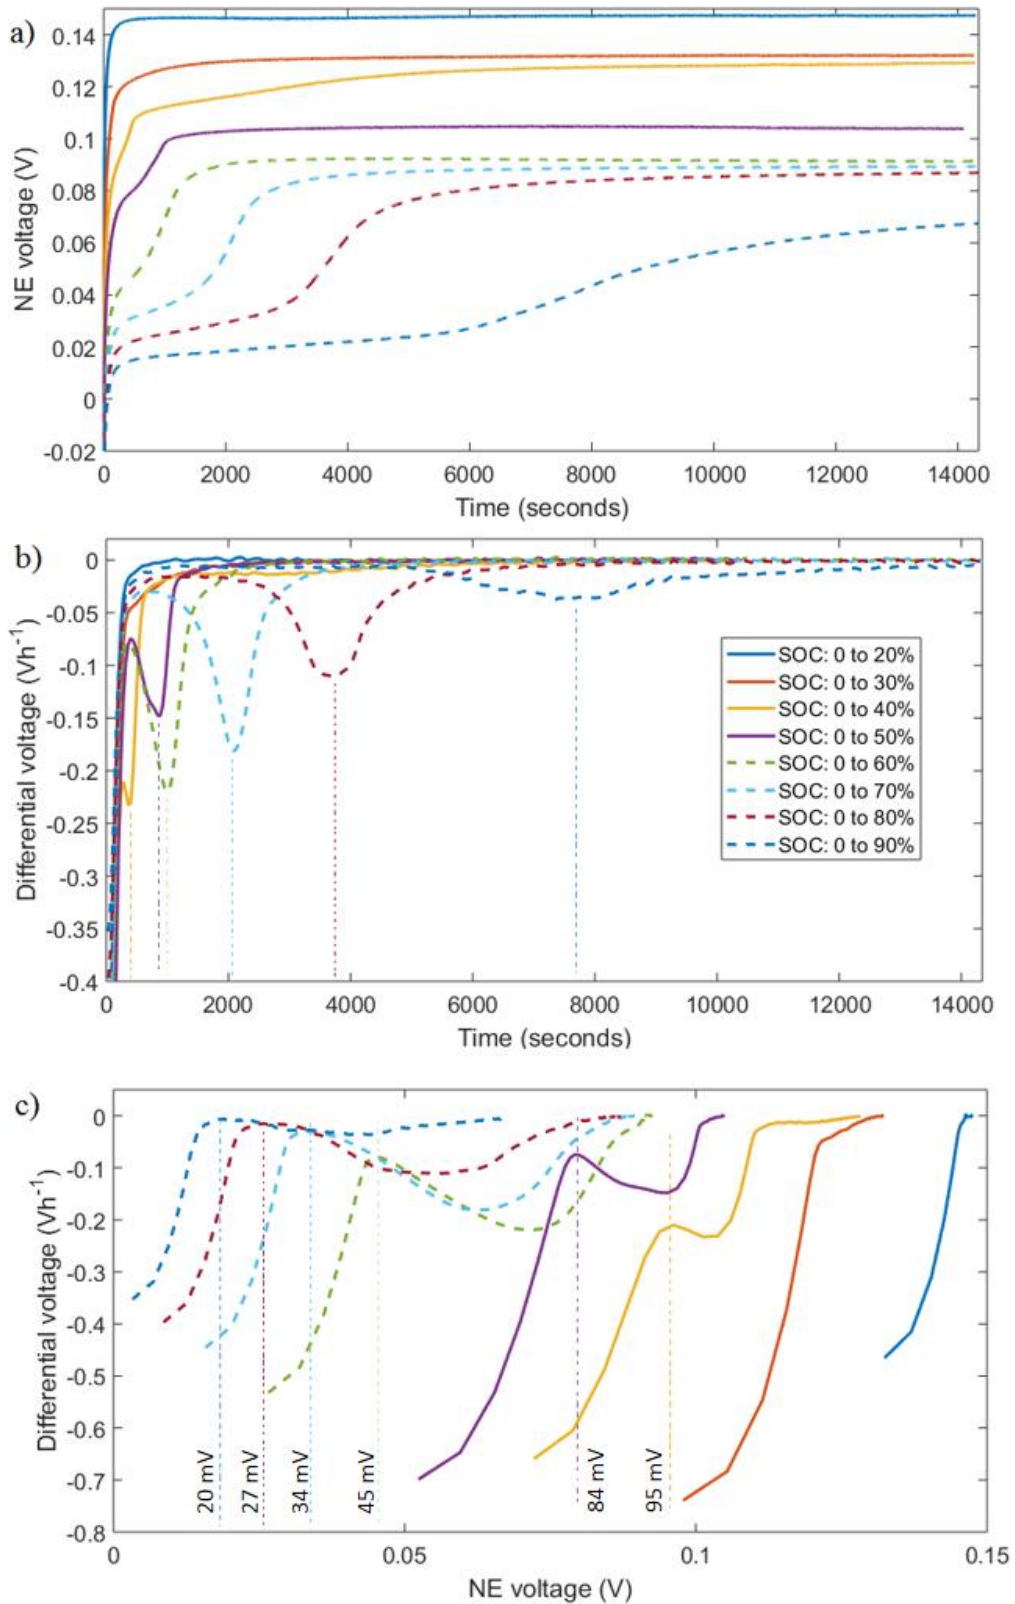 a)
NE voltage (V)
0.14
0.12
0.1
0.08
0.06
0.04
0.02
0
-0.02
0 2000 4000 6000 8000 10000 12000 14000
Time (seconds)
b)
Differential voltage (Vh-1)
0
-0.05
-0.1
-0.15
-0.2
-0.25
-0.3
-0.35
-0.4
SOC: 0 to 20%
SOC: 0 to 30%
SOC: 0 to 40%
SOC: 0 to 50%
SOC: 0 to 60%
SOC: 0 to 70%
SOC: 0 to 80%
SOC: 0 to 90%
0 2000 4000 6000 8000 10000 12000 14000
Time (seconds)
c)
Differential voltage (Vh-1)
0
-0.1
-0.2
-0.3
-0.4
-0.5
-0.6
-0.7
-0.8
20 mV
27 mV
34 mV
45 mV
84 mV
95 mV
0 0.05 0.1 0.15
NE voltage (V)